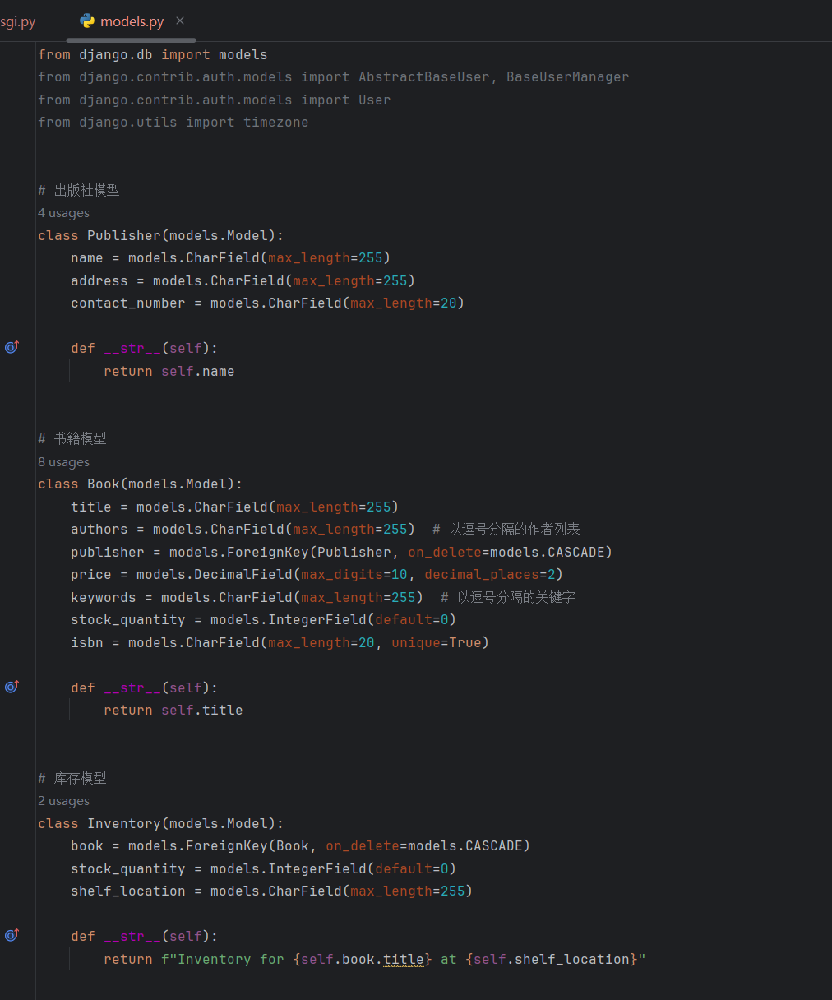 sgi.py
models.py ×
from django.db import models
from django.contrib.auth.models import AbstractBaseUser, BaseUserManager
from django.contrib.auth.models import User
from django.utils import timezone
# 出版社模型
4 usages
class Publisher(models.Model):
    name = models.CharField(max_length=255)
    address = models.CharField(max_length=255)
    contact_number = models.CharField(max_length=20)
    def __str__(self):
        return self.name
# 书籍模型
8 usages
class Book(models.Model):
    title = models.CharField(max_length=255)
    authors = models.CharField(max_length=255)  # 以逗号分隔的作者列表
    publisher = models.ForeignKey(Publisher, on_delete=models.CASCADE)
    price = models.DecimalField(max_digits=10, decimal_places=2)
    keywords = models.CharField(max_length=255)  # 以逗号分隔的关键字
    stock_quantity = models.IntegerField(default=0)
    isbn = models.CharField(max_length=20, unique=True)
    def __str__(self):
        return self.title
# 库存模型
2 usages
class Inventory(models.Model):
    book = models.ForeignKey(Book, on_delete=models.CASCADE)
    stock_quantity = models.IntegerField(default=0)
    shelf_location = models.CharField(max_length=255)
    def __str__(self):
        return f"Inventory for {self.book.title} at {self.shelf_location}"